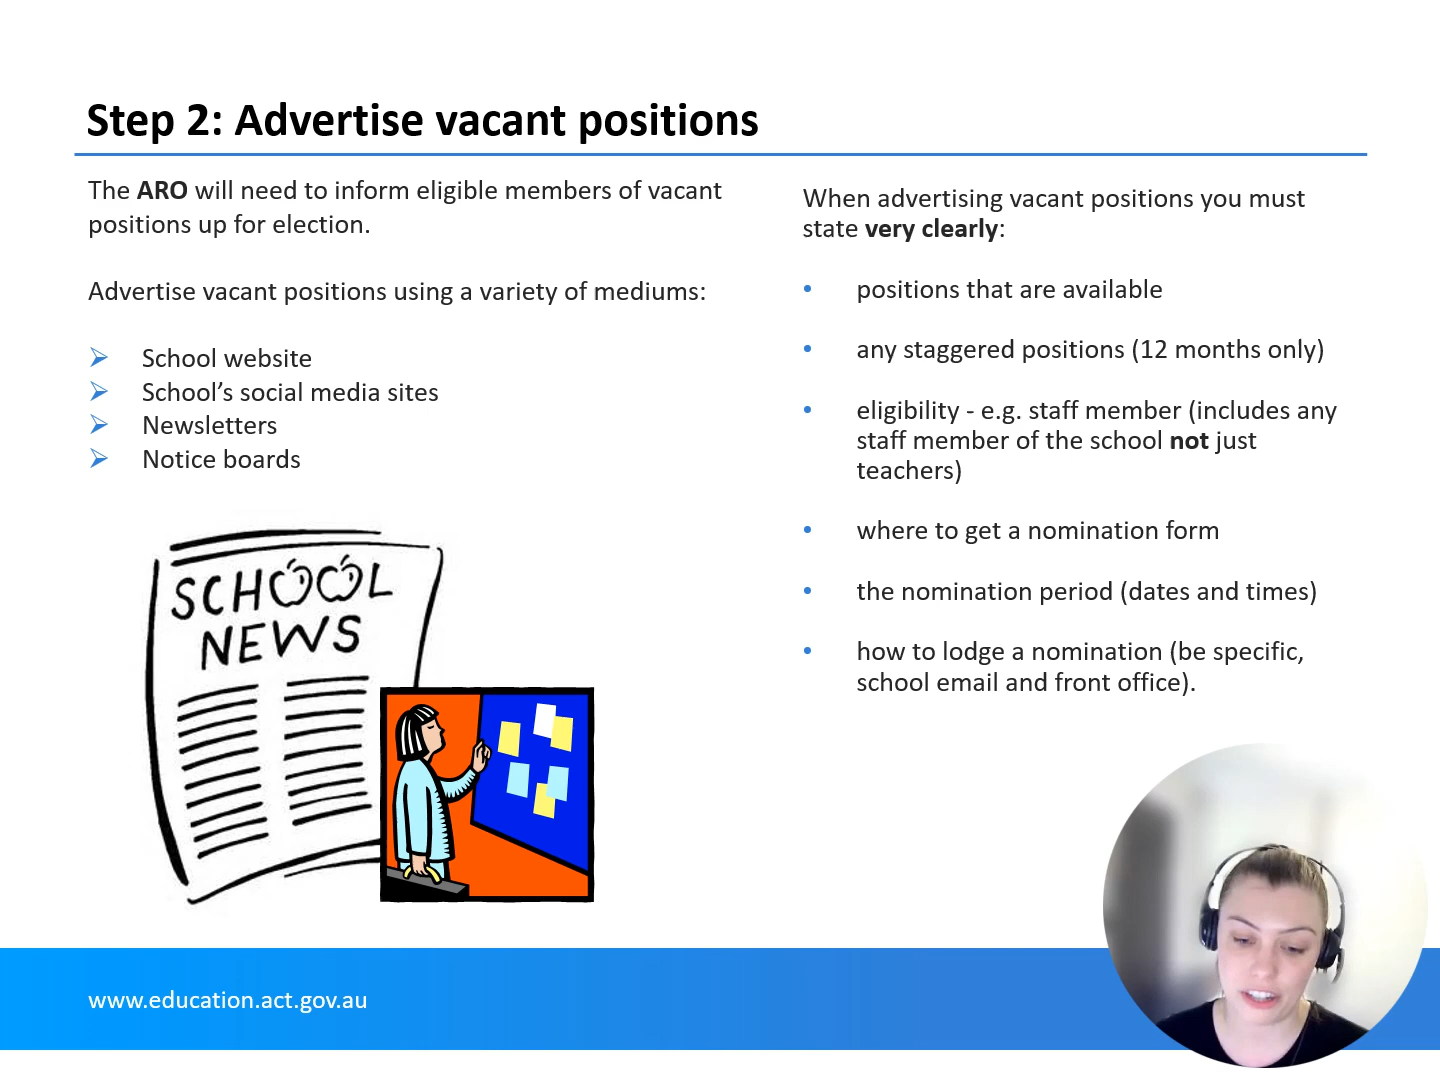 Step 2: Advertise vacant positions
The ARO will need to inform eligible members of vacant
positions up for election.
Advertise vacant positions using a variety of mediums:
School website
School’s social media sites
Newsletters
Notice boards
SCHOOL
NEWS
When advertising vacant positions you must
state very clearly:
positions that are available
any staggered positions (12 months only)
eligibility - e.g. staff member (includes any
staff member of the school not just
teachers)
where to get a nomination form
the nomination period (dates and times)
how to lodge a nomination (be specific,
school email and front office).
www.education.act.gov.au